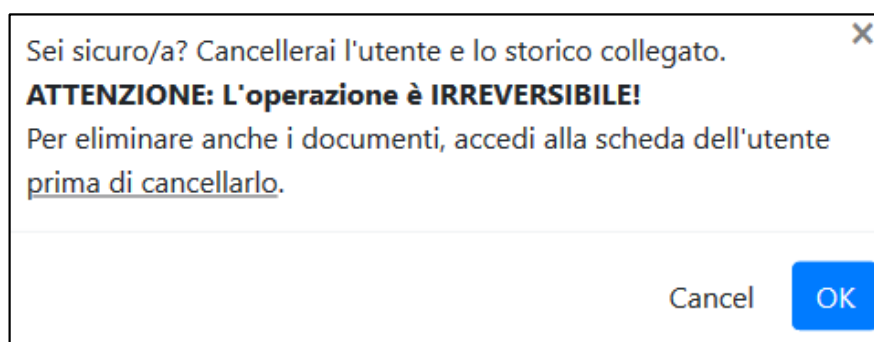 Sei sicuro/a? Cancellerai l'utente e lo storico collegato.
ATTENZIONE: L'operazione è IRREVERSIBILE!
Per eliminare anche i documenti, accedi alla scheda dell'utente
prima di cancellarlo.
Cancel OK